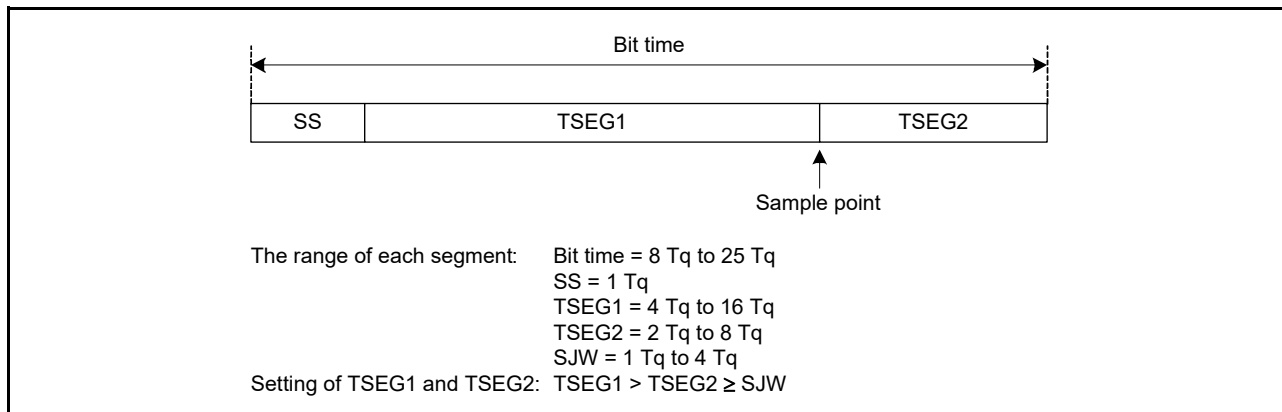 Bit time
SS TSEG1 TSEG2
Sample point
The range of each segment: Bit time = 8 Tq to 25 Tq
SS = 1 Tq
TSEG1 = 4 Tq to 16 Tq
TSEG2 = 2 Tq to 8 Tq
SJW = 1 Tq to 4 Tq
Setting of TSEG1 and TSEG2: TSEG1 > TSEG2 ≥ SJW